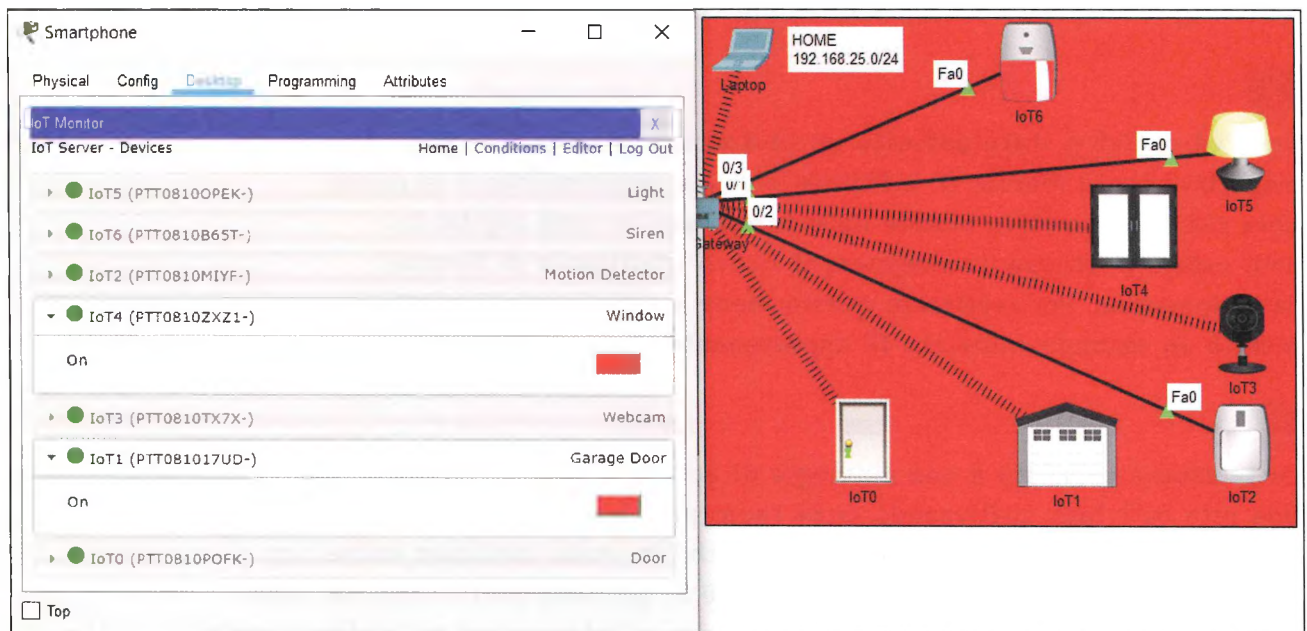 Smartphone
Physical Config Desktop Programming Attributes
IoT Monitor X
IoT Server - Devices Home | Conditions | Editor | Log Out
IoT5 (PTT0810OPEK-) Light
IoT6 (PTT0810B65T-) Siren
IoT2 (PTT0810MIYF-) Motion Detector
IoT4 (PTT0810ZXZ1-) Window
On
IoT3 (PTT0810TX7X-) Webcam
IoT1 (PTT081017UD-) Garage Door
On
IoT0 (PTT0810POFK-) Door
Top
HOME
192.168.25.0/24
Laptop
Fa0
IoT6
Fa0
IoT5
0/3
0/1
0/2
IoT4
IoT3
Fa0
IoT0
IoT1
IoT2